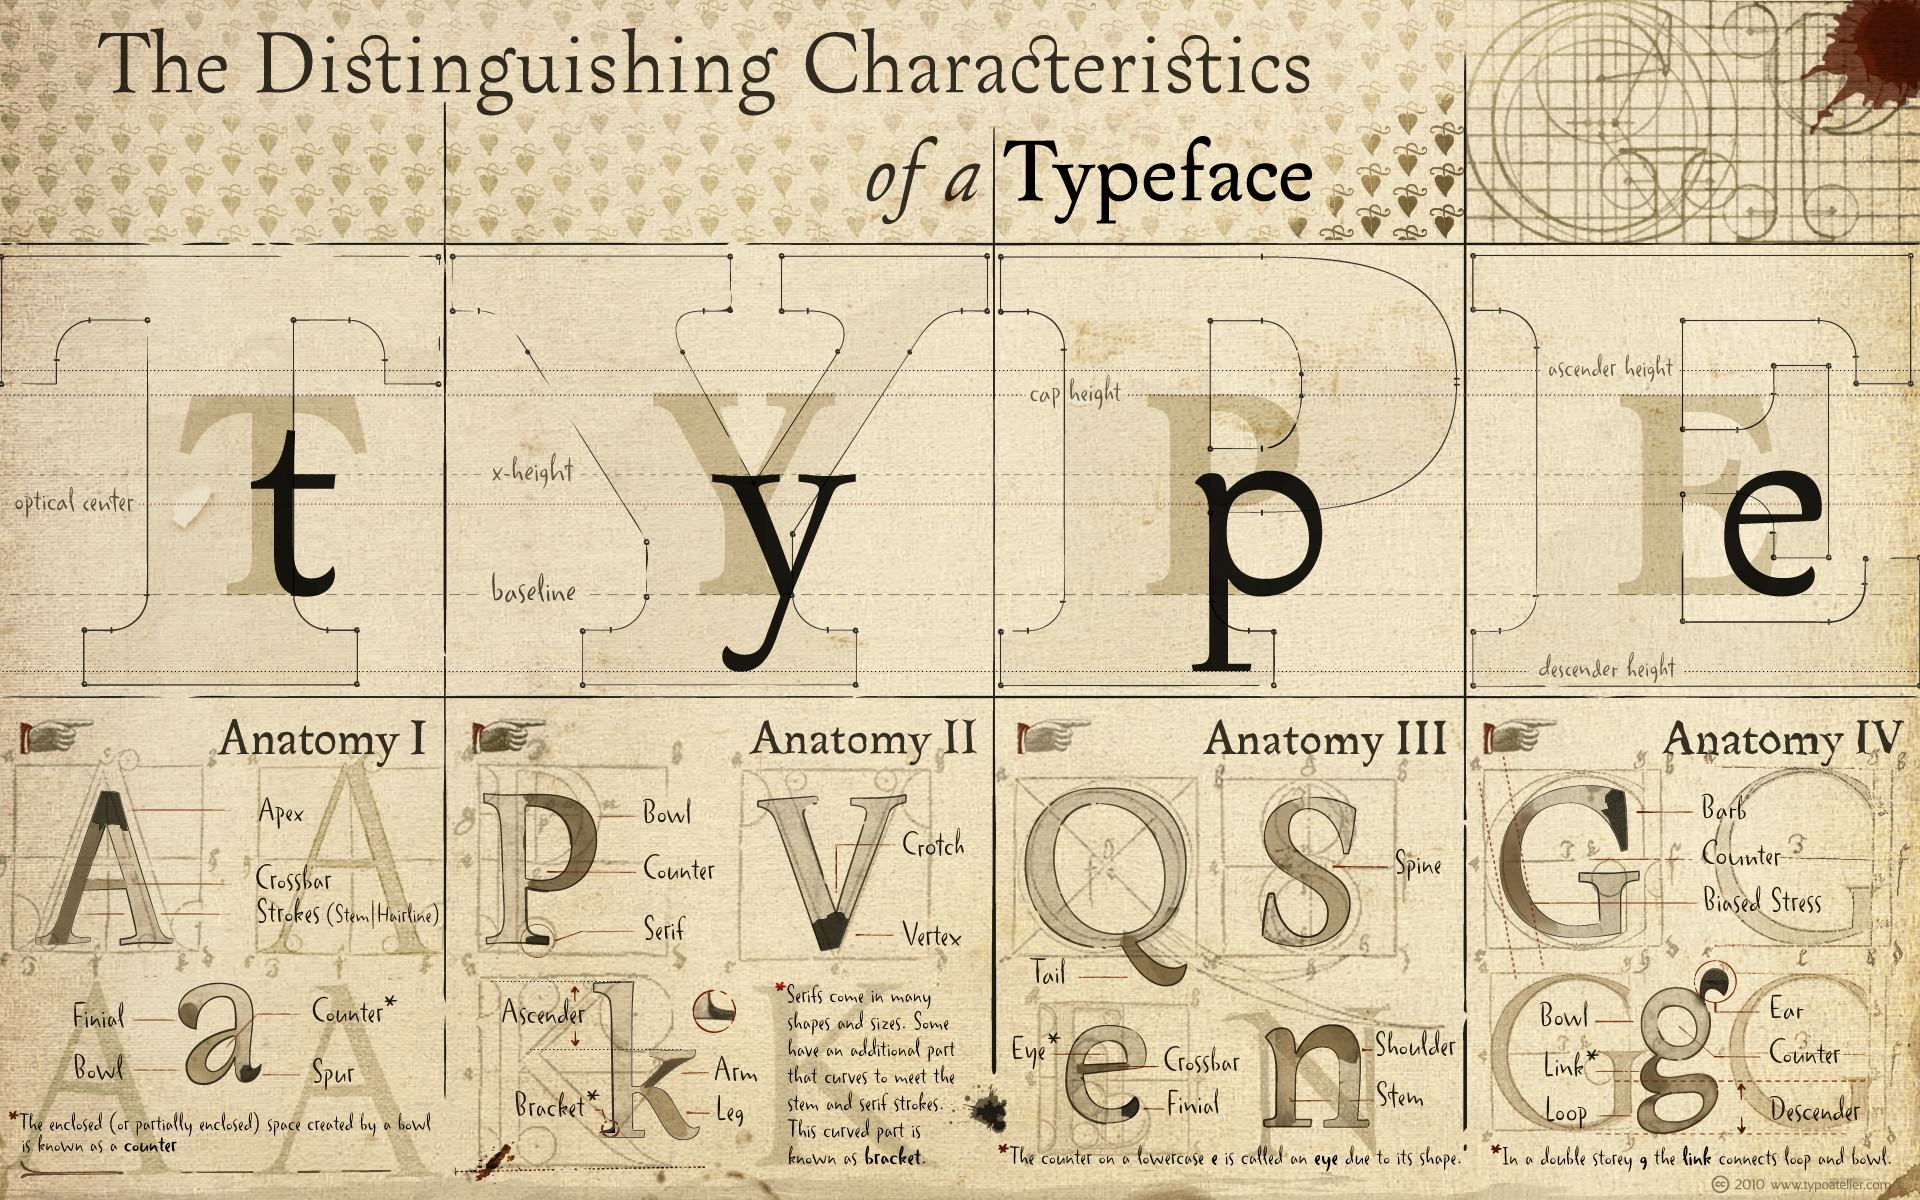 The Distinguishing Characteristics
of a Typeface
ascender height
cap height
x-height
optical center
baseline
descender height
t y p e
T Y P E
Anatomy I
A
Apex
Crossbar
Strokes (Stem|Hairline)
a
Finial
Counter*
Bowl
Spur
*The enclosed (or partially enclosed) space created by a bowl
is known as a counter
Anatomy II
P
Bowl
Counter
Serif
V
Crotch
Vertex
k
Ascender
Arm
Bracket*
Leg
*Serifs come in many
shapes and sizes. Some
have an additional part
that curves to meet the
stem and serif strokes.
This curved part is
known as bracket.
Anatomy III
Q
S
Spine
Tail
e
Eye*
Crossbar
Finial
n
Shoulder
Stem
*The counter on a lowercase e is called an eye due to its shape.
Anatomy IV
G
Barb
Counter
Biased Stress
g
Bowl
Ear
Link*
Counter
Loop
Descender
*In a double storey g the link connects loop and bowl.
cc 2010 www.typoatelier.com